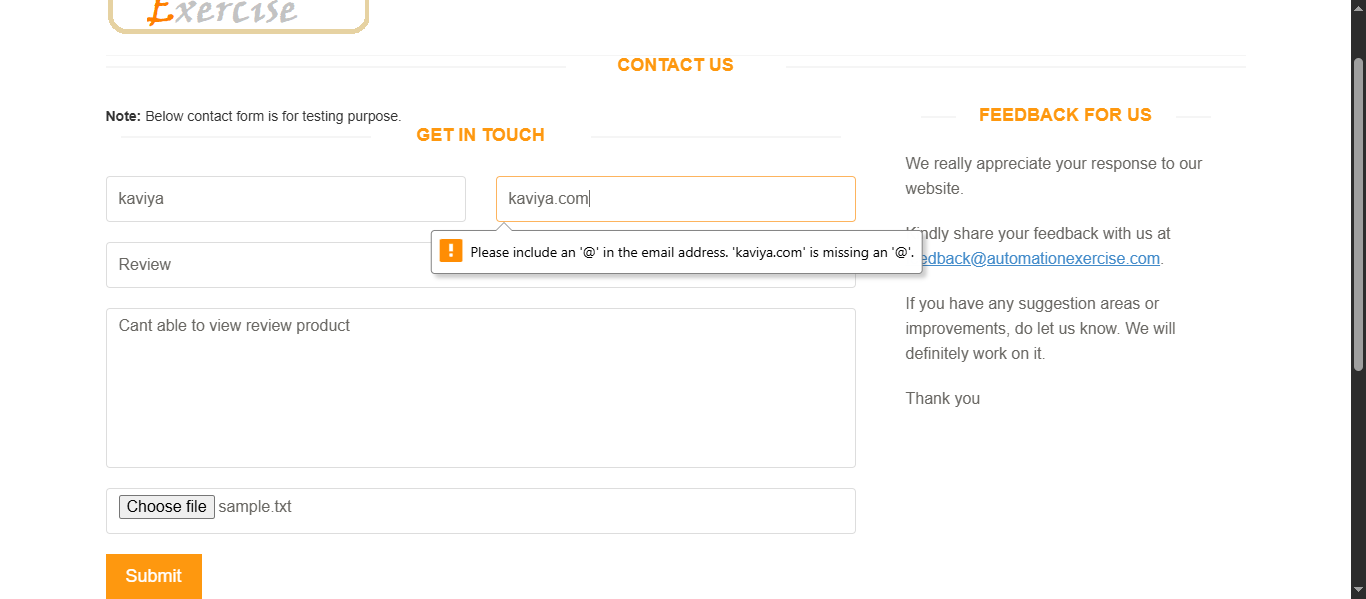 Exercise
CONTACT US
Note: Below contact form is for testing purpose.
GET IN TOUCH
kaviya
kaviya.com
Please include an '@' in the email address. 'kaviya.com' is missing an '@'.
Review
Cant able to view review product
Choose file sample.txt
Submit
FEEDBACK FOR US
We really appreciate your response to our
website.
Kindly share your feedback with us at
edback@automationexercise.com.
If you have any suggestion areas or
improvements, do let us know. We will
definitely work on it.
Thank you